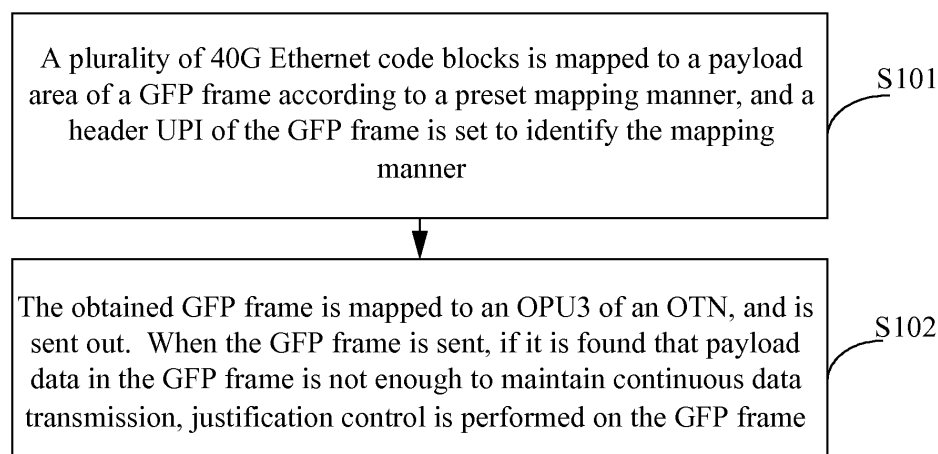 A plurality of 40G Ethernet code blocks is mapped to a payload
area of a GFP frame according to a preset mapping manner, and a
header UPI of the GFP frame is set to identify the mapping
manner
S101
The obtained GFP frame is mapped to an OPU3 of an OTN, and is
sent out. When the GFP frame is sent, if it is found that payload
data in the GFP frame is not enough to maintain continuous data
transmission, justification control is performed on the GFP frame
S102